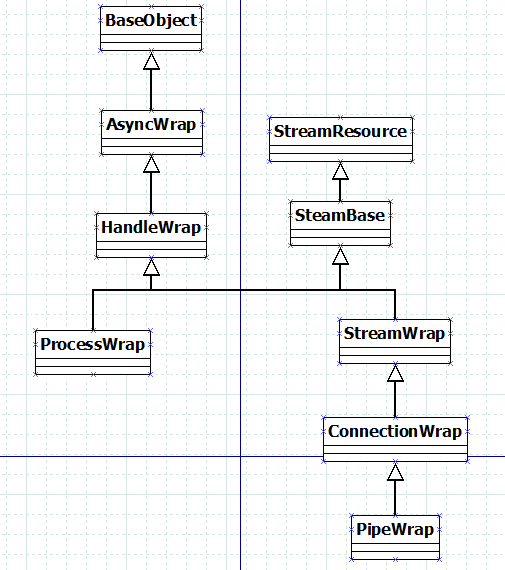 BaseObject
AsyncWrap
StreamResource
HandleWrap
SteamBase
ProcessWrap
StreamWrap
ConnectionWrap
PipeWrap